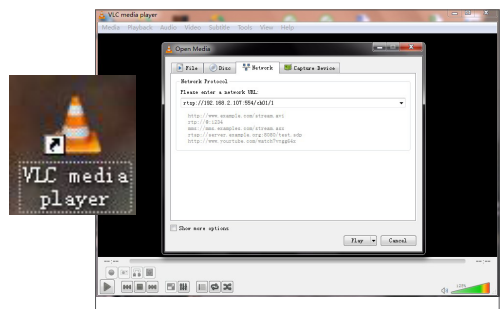 VLC media player
Media Playback Audio Video Subtitle Tools View Help
Open Media
File Disc Network Capture Device
Network Protocol
Please enter a network URL:
rtsp://192.168.2.107:554/ch01/1
http://www.example.com/stream.avi
rtp://@:1234
mms://mms.examples.com/stream.asx
rtsp://server.example.org:8080/test.sdp
http://www.yourtube.com/watch?v=gg64x
Show more options
Play Cancel
VLC media
player
--:-- --:--